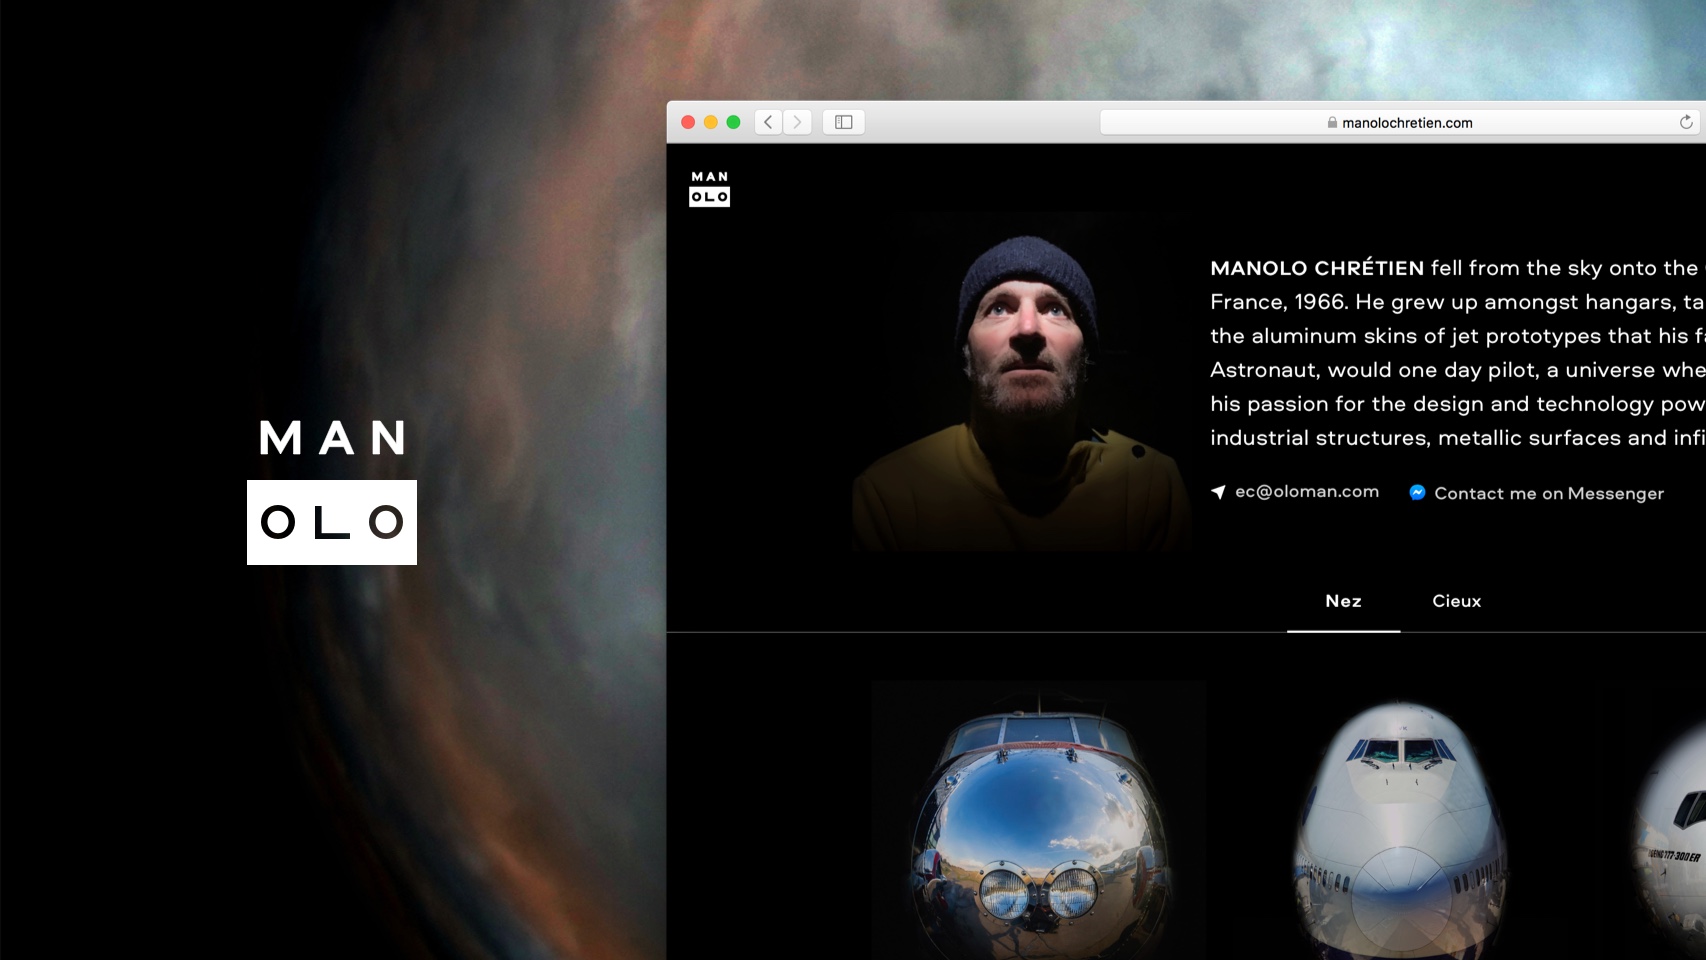 MAN
OLO
manolochretien.com
MAN
OLO
MANOLO CHRÉTIEN fell from the sky onto the
France, 1966. He grew up amongst hangars, ta
the aluminum skins of jet prototypes that his fa
Astronaut, would one day pilot, a universe whe
his passion for the design and technology pow
industrial structures, metallic surfaces and infi
ec@oloman.com
Contact me on Messenger
Nez
Cieux
BOEING 777-300ER